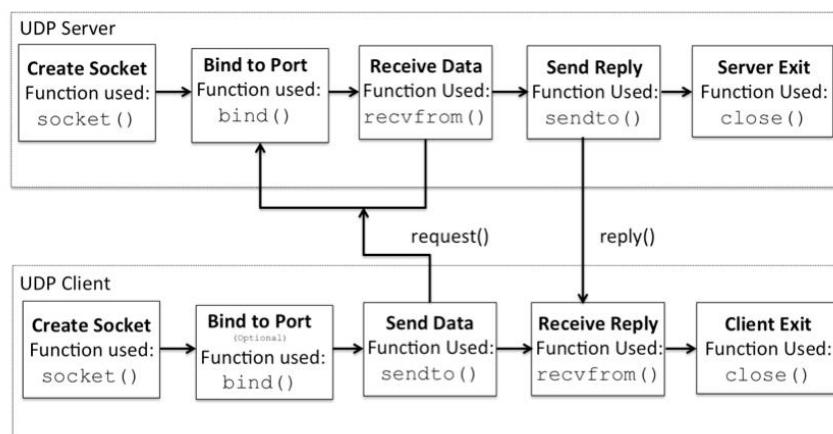 UDP Server
Create Socket
Function used:
socket()
Bind to Port
Function used:
bind()
Receive Data
Function Used:
recvfrom()
Send Reply
Function Used:
sendto()
Server Exit
Function Used:
close()
request()
reply()
UDP Client
Create Socket
Function used:
socket()
Bind to Port
(Optional)
Function used:
bind()
Send Data
Function Used:
sendto()
Receive Reply
Function Used:
recvfrom()
Client Exit
Function Used:
close()